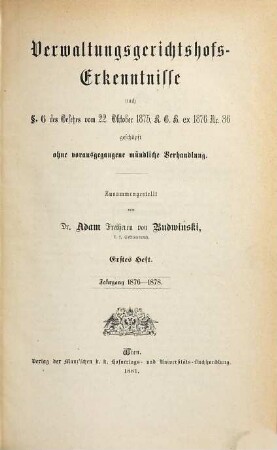 Verwaltungsgerichtshofs-
Erkenntnisse
nach
§. 6 des Gesetzes vom 22. Oktober 1875, R. G. B. ex 1876 Nr. 36
geschöpft
ohne vorausgegangene mündliche Verhandlung.
Zusammengestellt
von
Dr. Adam Freiherrn von Budwinski,
Erstes Heft.
Jahrgang 1876—1878.
Wien.
Verlag der Manz'schen k. k. Hofverlags- und Universitäts-Buchhandlung.
1881.